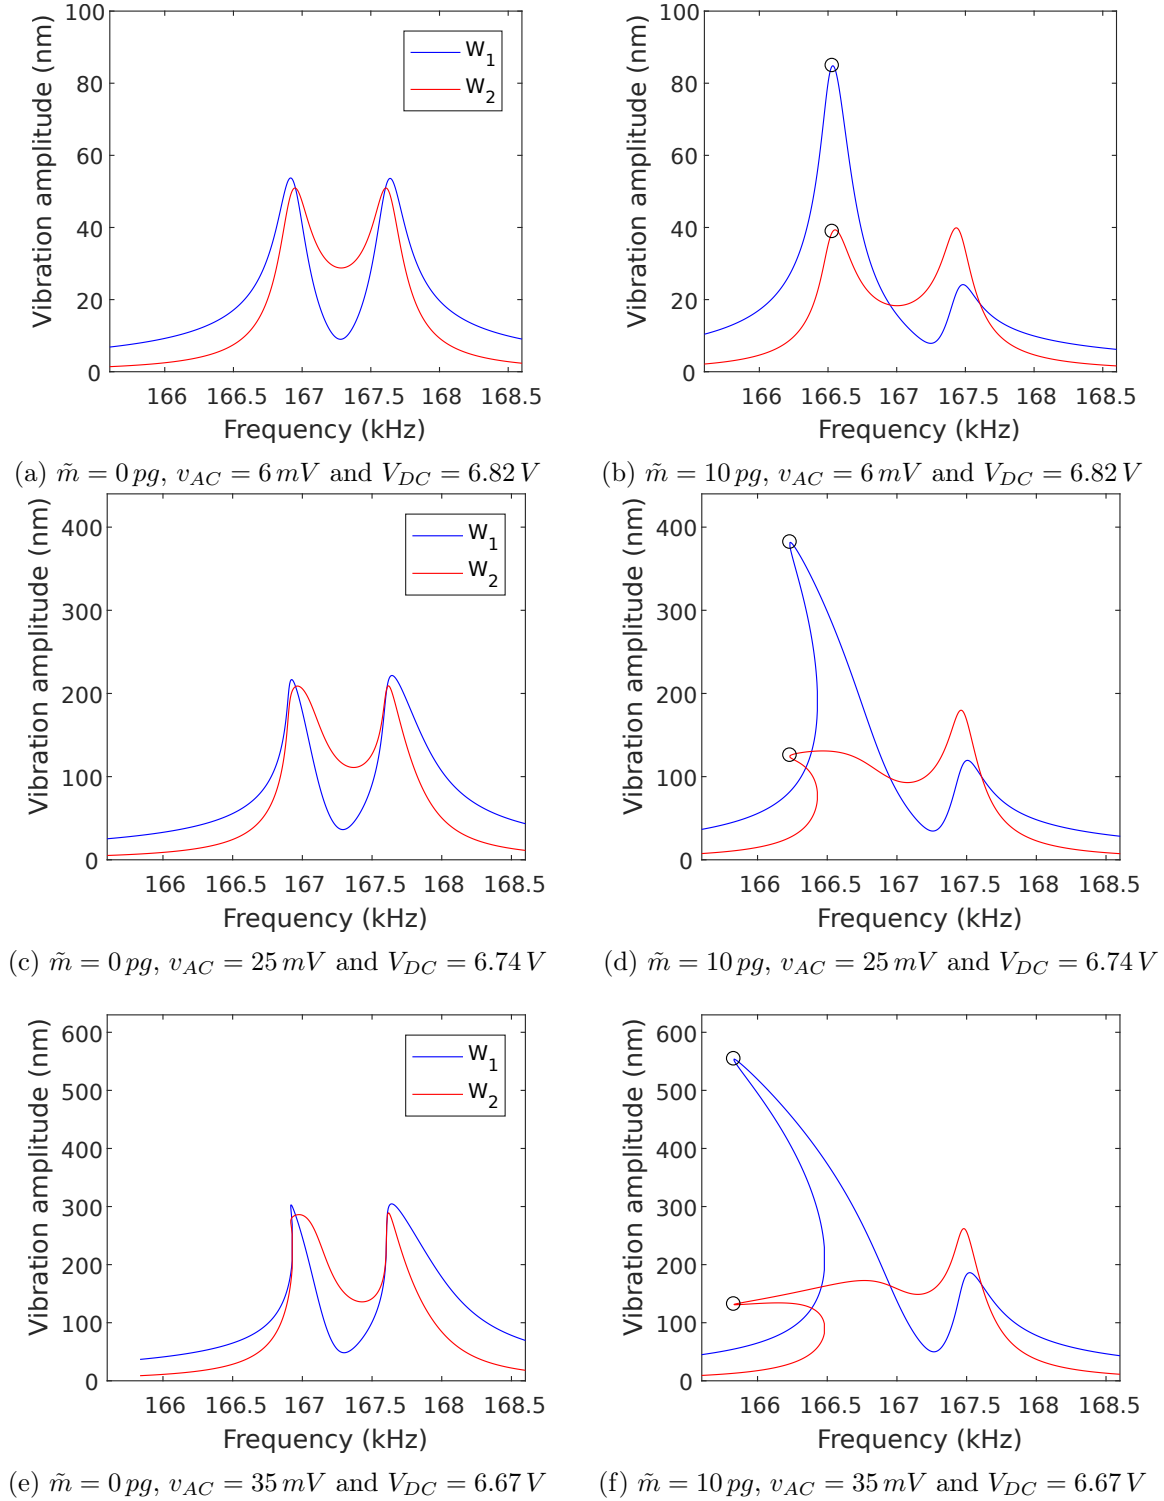 Vibration amplitude (nm)
100
80
60
40
20
0
W1
W2
166 166.5 167 167.5 168 168.5
Frequency (kHz)
(a) m̃ = 0 pg, vAC = 6 mV and VDC = 6.82 V
Vibration amplitude (nm)
100
80
60
40
20
0
166 166.5 167 167.5 168 168.5
Frequency (kHz)
(b) m̃ = 10 pg, vAC = 6 mV and VDC = 6.82 V
Vibration amplitude (nm)
400
300
200
100
0
W1
W2
166 166.5 167 167.5 168 168.5
Frequency (kHz)
(c) m̃ = 0 pg, vAC = 25 mV and VDC = 6.74 V
Vibration amplitude (nm)
400
300
200
100
0
166 166.5 167 167.5 168 168.5
Frequency (kHz)
(d) m̃ = 10 pg, vAC = 25 mV and VDC = 6.74 V
Vibration amplitude (nm)
600
500
400
300
200
100
0
W1
W2
166 166.5 167 167.5 168 168.5
Frequency (kHz)
(e) m̃ = 0 pg, vAC = 35 mV and VDC = 6.67 V
Vibration amplitude (nm)
600
500
400
300
200
100
0
166 166.5 167 167.5 168 168.5
Frequency (kHz)
(f) m̃ = 10 pg, vAC = 35 mV and VDC = 6.67 V